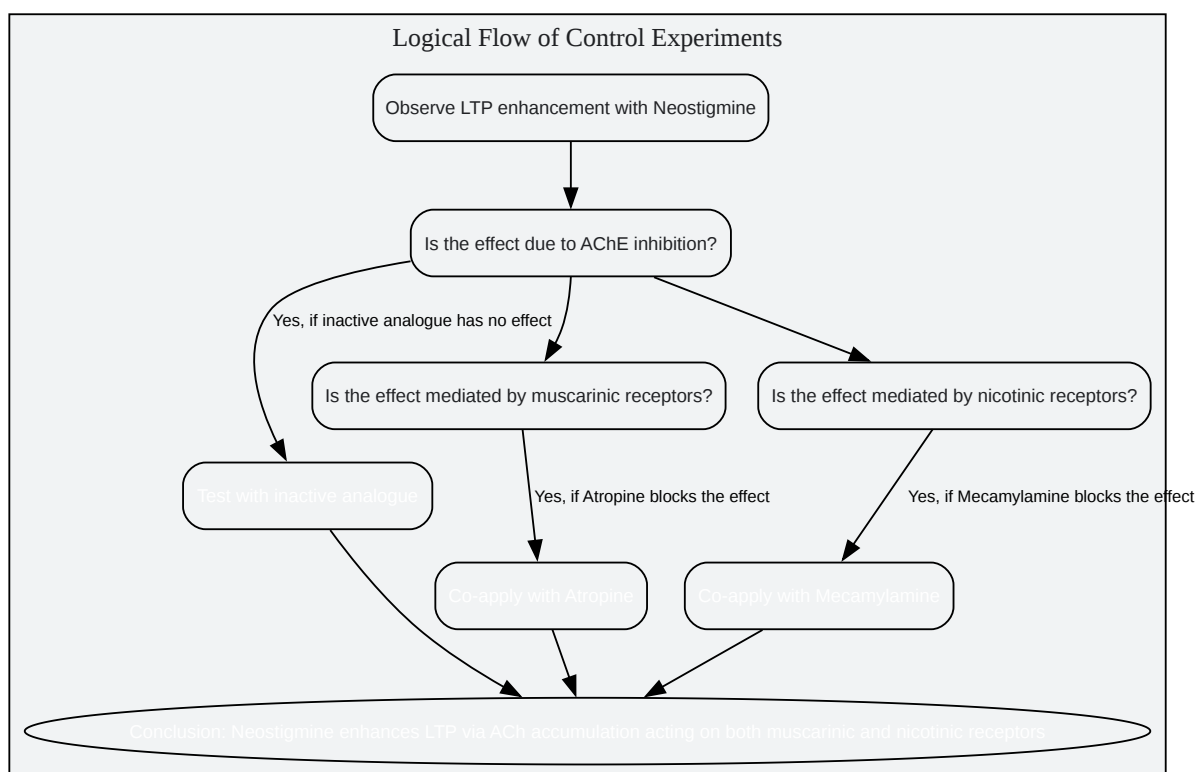 Logical Flow of Control Experiments
Observe LTP enhancement with Neostigmine
Is the effect due to AChE inhibition?
Yes, if inactive analogue has no effect
Is the effect mediated by muscarinic receptors?
Is the effect mediated by nicotinic receptors?
Test with inactive analogue
Yes, if Atropine blocks the effect
Yes, if Mecamylamine blocks the effect
Co-apply with Atropine
Co-apply with Mecamylamine
Conclusion: Neostigmine enhances LTP via ACh accumulation acting on both muscarinic and nicotinic receptors